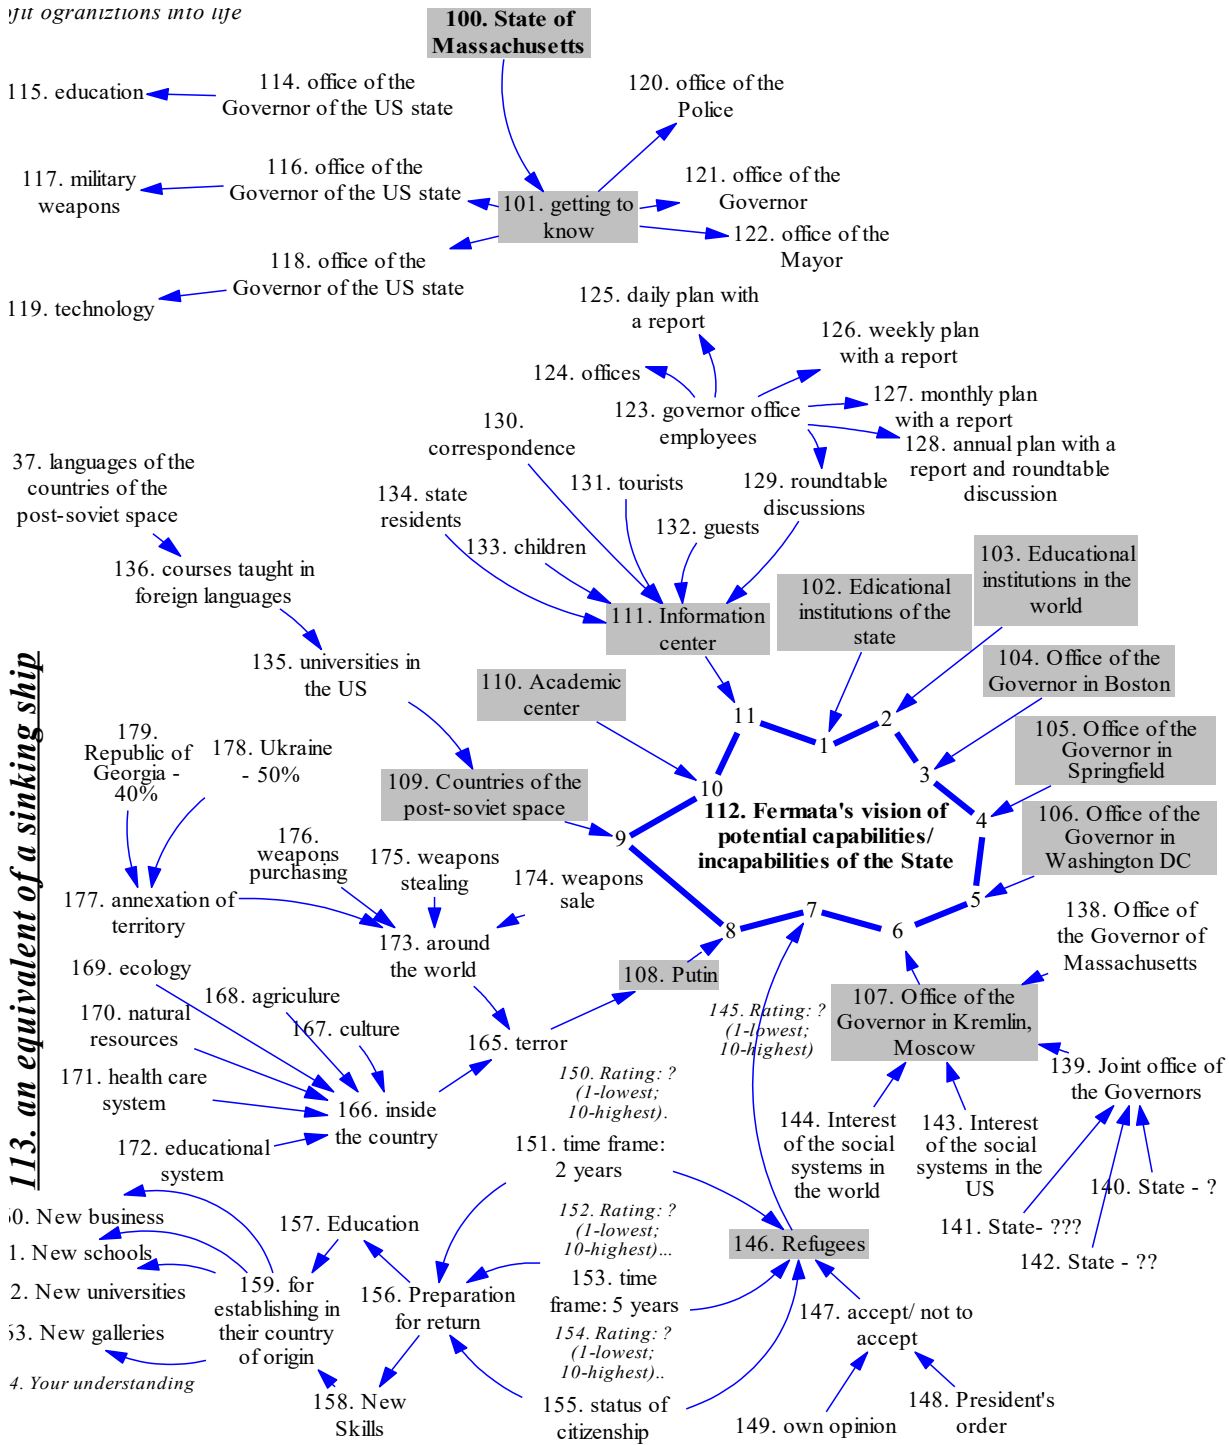 ofit ograniztions into life
100. State of
Massachusetts
114. office of the
Governor of the US state
115. education
120. office of the
Police
116. office of the
Governor of the US state
117. military
weapons
121. office of the
Governor
101. getting to
know
122. office of the
Mayor
118. office of the
Governor of the US state
119. technology
125. daily plan with
a report
126. weekly plan
with a report
124. offices
127. monthly plan
with a report
123. governor office
employees
128. annual plan with a
report and roundtable
discussion
130.
correspondence
37. languages of the
countries of the
post-soviet space
131. tourists
129. roundtable
discussions
134. state
residents
132. guests
133. children
103. Educational
institutions in the
world
136. courses taught in
foreign languages
102. Edicational
institutions of the
state
111. Information
center
104. Office of the
Governor in Boston
135. universities in
the US
110. Academic
center
113. an equivalent of a sinking ship
11
2
1
105. Office of the
Governor in
Springfield
179.
Republic of
Georgia -
40%
178. Ukraine
- 50%
109. Countries of the
post-soviet space
10
3
112. Fermata's vision of
potential capabilities/
incapabilities of the State
4
106. Office of the
Governor in
Washington DC
9
176.
weapons
purchasing
175. weapons
stealing
174. weapons
sale
177. annexation of
territory
7
5
8
6
138. Office of
the Governor of
Massachusetts
173. around
the world
169. ecology
108. Putin
168. agriculure
107. Office of the
Governor in Kremlin,
Moscow
170. natural
resources
167. culture
145. Rating: ?
(1-lowest;
10-highest)
165. terror
139. Joint office of
the Governors
171. health care
system
150. Rating: ?
(1-lowest;
10-highest).
166. inside
the country
144. Interest
of the social
systems in
the world
143. Interest
of the social
systems in the
US
172. educational
system
151. time frame:
2 years
140. State - ?
60. New business
157. Education
152. Rating: ?
(1-lowest;
10-highest)...
141. State- ???
1. New schools
146. Refugees
142. State - ??
2. New universities
159. for
establishing in
their country
of origin
156. Preparation
for return
153. time
frame: 5 years
147. accept/ not to
accept
63. New galleries
154. Rating: ?
(1-lowest;
10-highest)..
4. Your understanding
158. New
Skills
155. status of
citizenship
149. own opinion
148. President's
order